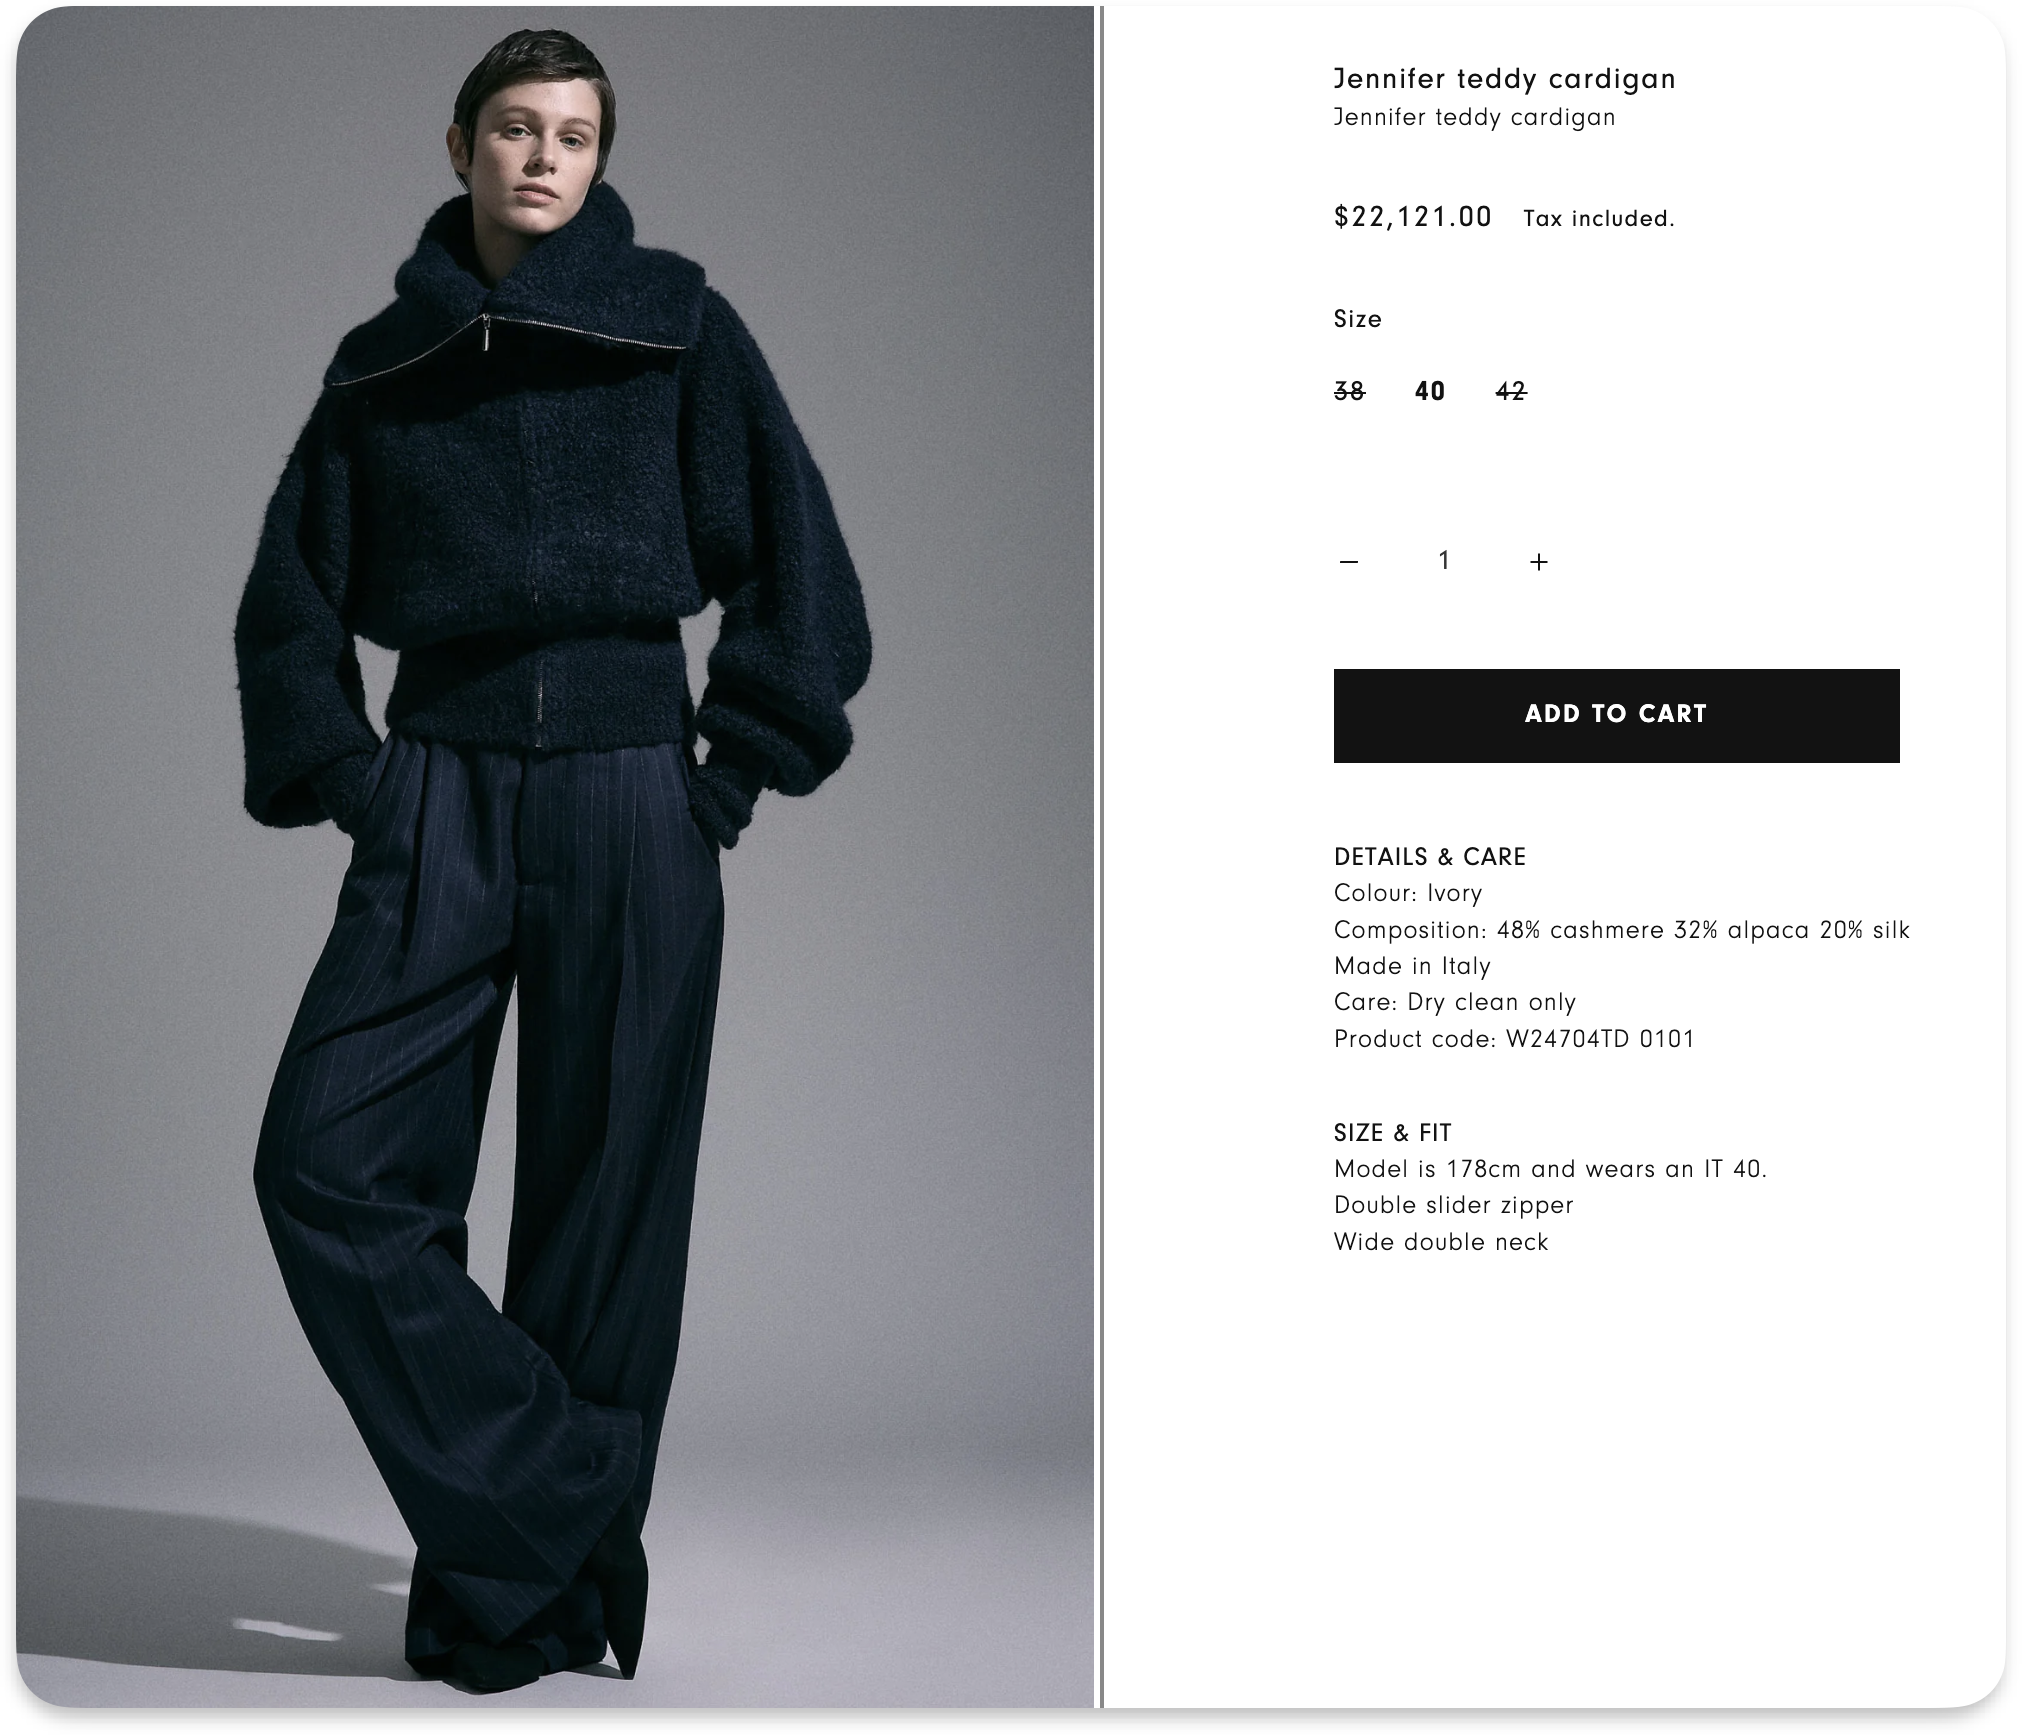 Jennifer teddy cardigan
Jennifer teddy cardigan
$22,121.00 Tax included.
Size
38 40 42
− 1 +
ADD TO CART
DETAILS & CARE
Colour: Ivory
Composition: 48% cashmere 32% alpaca 20% silk
Made in Italy
Care: Dry clean only
Product code: W24704TD 0101
SIZE & FIT
Model is 178cm and wears an IT 40.
Double slider zipper
Wide double neck